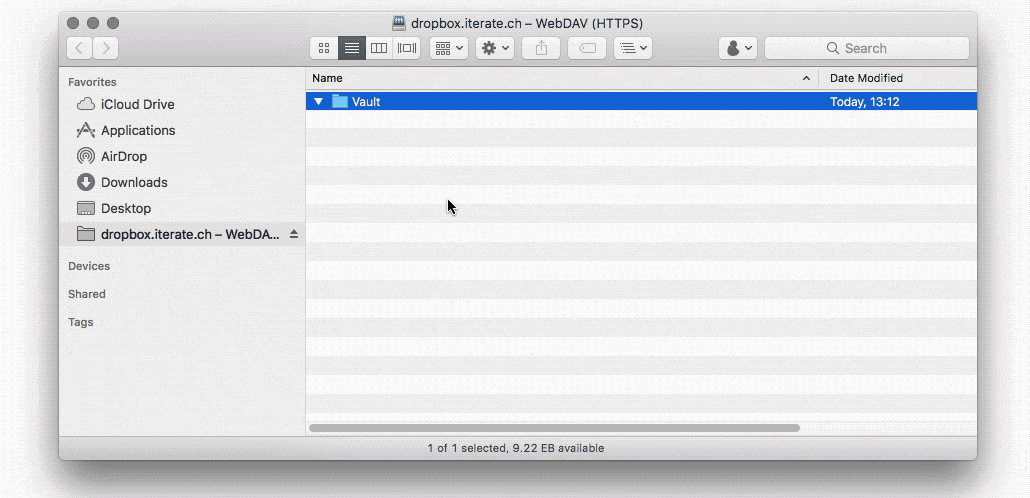 dropbox.iterate.ch – WebDAV (HTTPS)
Search
Favorites
iCloud Drive
Applications
AirDrop
Downloads
Desktop
dropbox.iterate.ch – WebDA...
Devices
Shared
Tags
Name Date Modified
Vault Today, 13:12
1 of 1 selected, 9.22 EB available